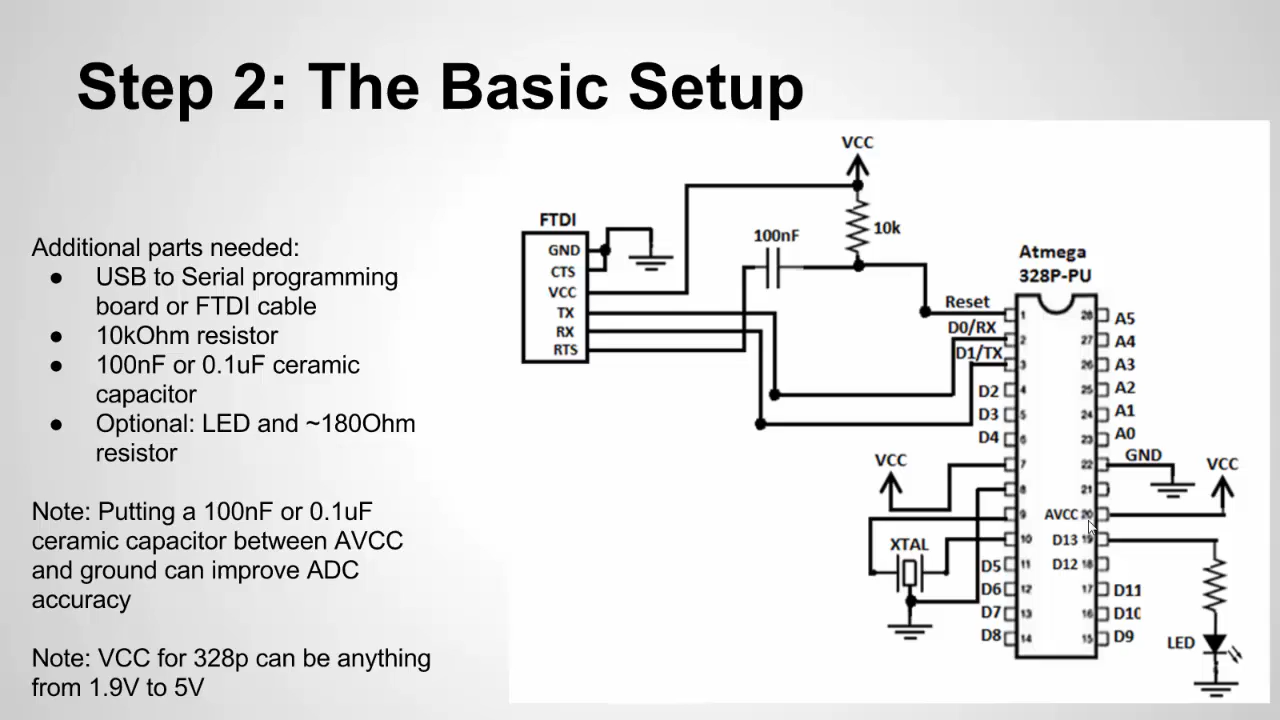 Step 2: The Basic Setup
Additional parts needed:
● USB to Serial programming
board or FTDI cable
● 10kOhm resistor
● 100nF or 0.1uF ceramic
capacitor
● Optional: LED and ~180Ohm
resistor
Note: Putting a 100nF or 0.1uF
ceramic capacitor between AVCC
and ground can improve ADC
accuracy
Note: VCC for 328p can be anything
from 1.9V to 5V
VCC
FTDI
GND
CTS
VCC
TX
RX
RTS
100nF
10k
Atmega
328P-PU
Reset
D0/RX
D1/TX
D2
D3
D4
VCC
XTAL
D5
D6
D7
D8
1
2
3
4
5
6
7
8
9
10
11
12
13
14
28
27
26
25
24
23
22
21
AVCC 20
D13 19
D12 18
17
16
15
A5
A4
A3
A2
A1
A0
GND
VCC
D11
D10
D9
LED